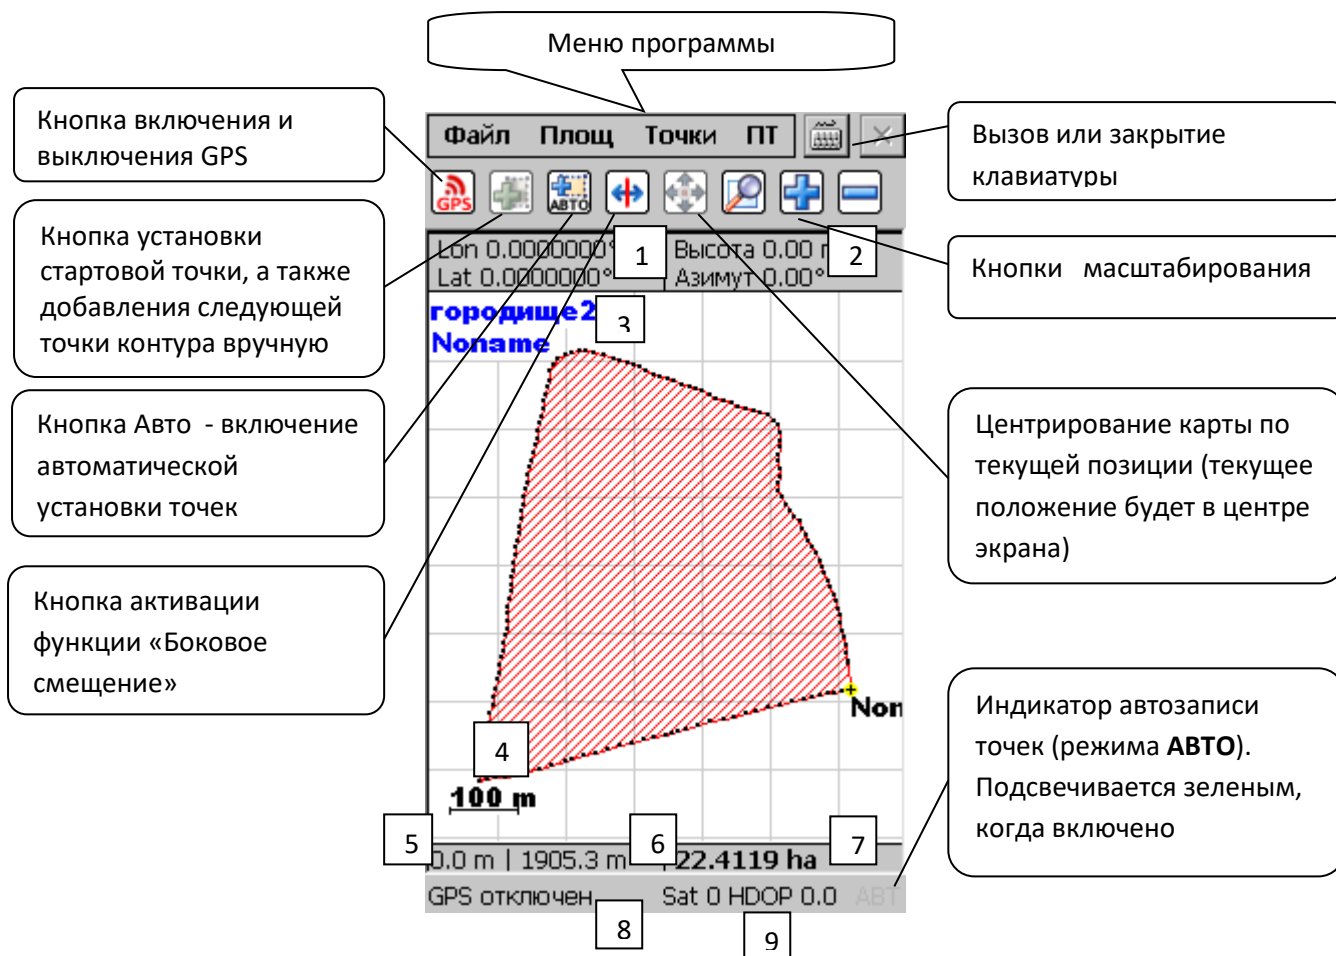 Меню программы
Кнопка включения и
выключения GPS
Файл Площ Точки ПТ
Вызов или закрытие
клавиатуры
GPS
АВТО
Кнопка установки
стартовой точки, а также
добавления следующей
точки контура вручную
Lon 0.0000000°
1
Высота 0.00
2
Lat 0.0000000°
Азимут 0.00°
Кнопки масштабирования
городище2
3
Noname
Кнопка Авто - включение
автоматической
установки точек
Центрирование карты по
текущей позиции (текущее
положение будет в центре
экрана)
Кнопка активации
функции «Боковое
смещение»
Non
4
100 m
Индикатор автозаписи
точек (режима АВТО).
Подсвечивается зеленым,
когда включено
5
6
7
0.0 m | 1905.3 m | 22.4119 ha
GPS отключен Sat 0 HDOP 0.0 АВТ
8
9